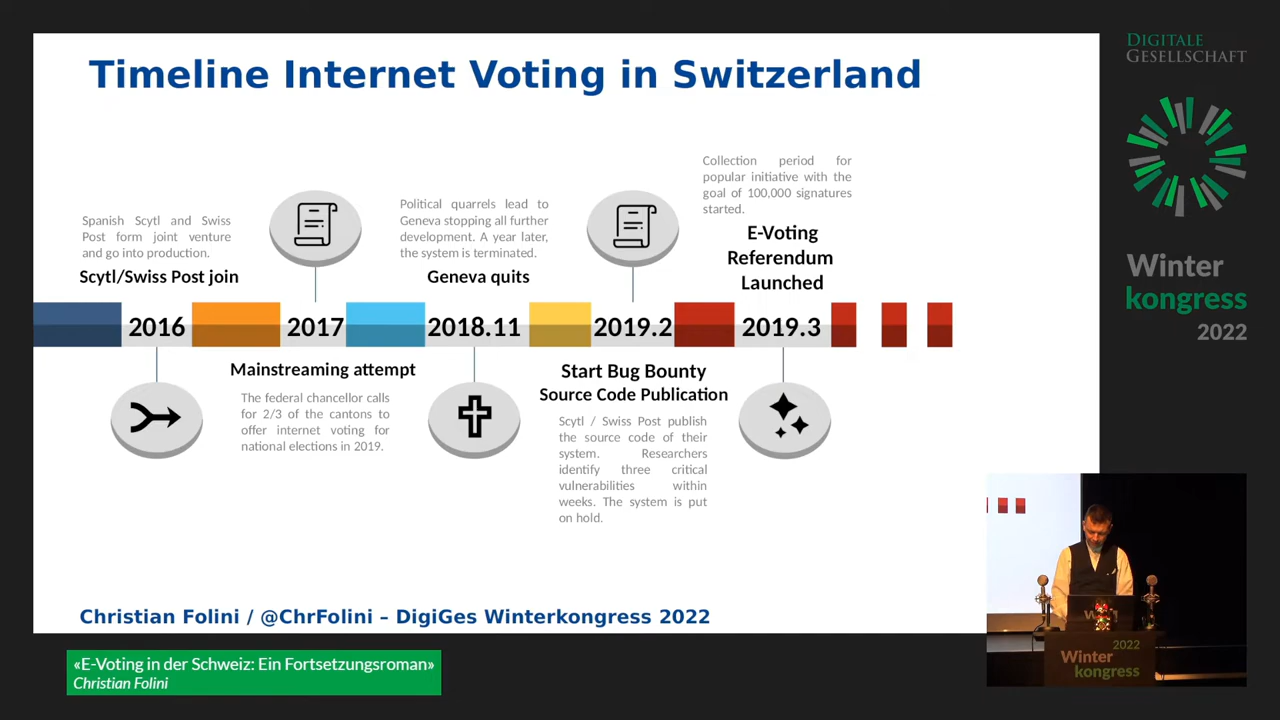 Timeline Internet Voting in Switzerland
Spanish Scytl and Swiss
Post form joint venture
and go into production.
Scytl/Swiss Post join
Political quarrels lead to
Geneva stopping all further
development. A year later,
the system is terminated.
Geneva quits
Collection period for
popular initiative with the
goal of 100,000 signatures
started.
E-Voting
Referendum
Launched
2016
2017
2018.11
2019.2
2019.3
Mainstreaming attempt
The federal chancellor calls
for 2/3 of the cantons to
offer internet voting for
national elections in 2019.
Start Bug Bounty
Source Code Publication
Scytl / Swiss Post publish
the source code of their
system. Researchers
identify three critical
vulnerabilities within
weeks. The system is put
on hold.
Christian Folini / @ChrFolini – DigiGes Winterkongress 2022
«E-Voting in der Schweiz: Ein Fortsetzungsroman»
Christian Folini
DIGITALE
GESELLSCHAFT
Winter
kongress
2022
2022
Winter
kongress